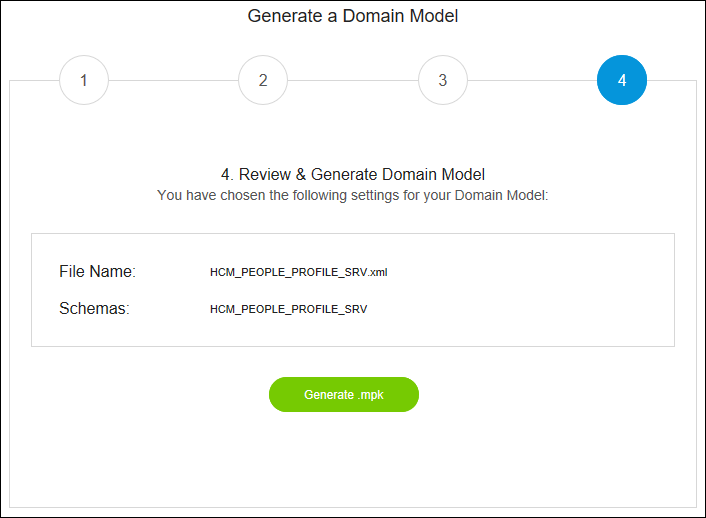 Generate a Domain Model
1 2 3 4
4. Review & Generate Domain Model
You have chosen the following settings for your Domain Model:
File Name: HCM_PEOPLE_PROFILE_SRV.xml
Schemas: HCM_PEOPLE_PROFILE_SRV
Generate .mpk